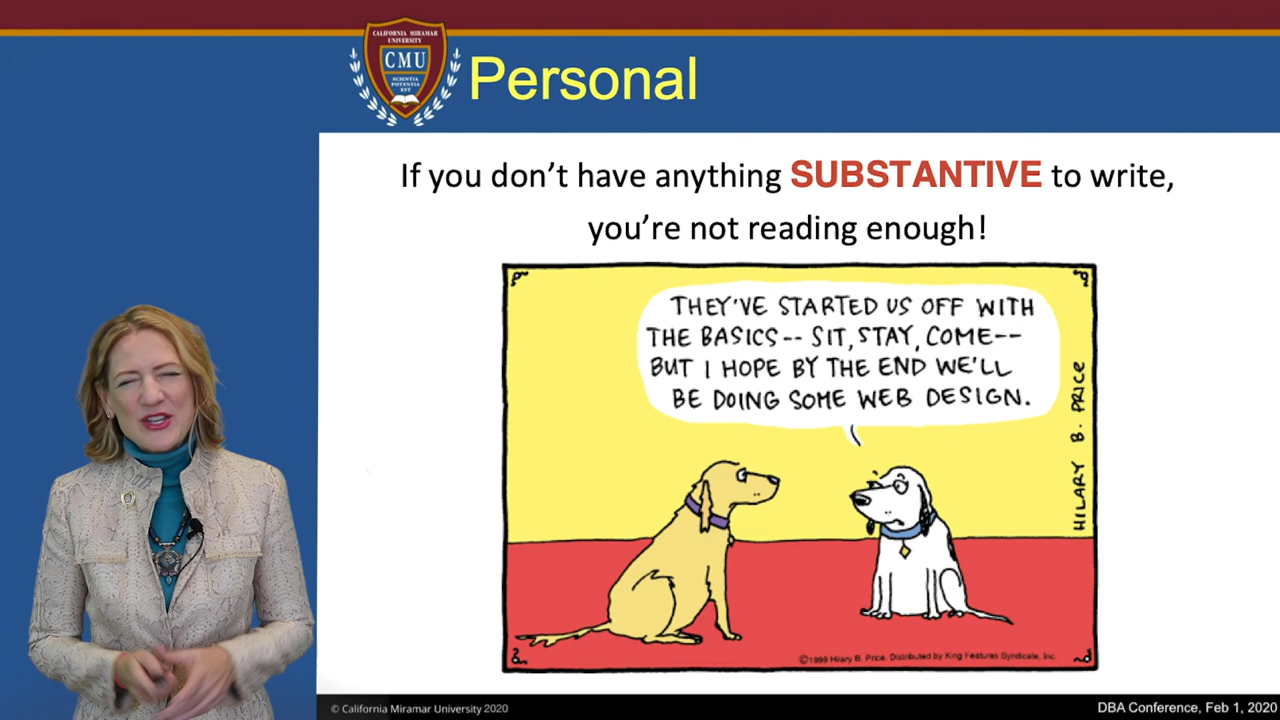 CALIFORNIA MIRAMAR
UNIVERSITY
CMU
SCIENTIA
POTENTIA
EST
Personal
If you don’t have anything SUBSTANTIVE to write,
you’re not reading enough!
THEY'VE STARTED US OFF WITH
THE BASICS-- SIT, STAY, COME--
BUT I HOPE BY THE END WE'LL
BE DOING SOME WEB DESIGN.
HILARY B. PRICE
©1999 Hilary B. Price. Distributed by King Features Syndicate, Inc.
© California Miramar University 2020
DBA Conference, Feb 1, 2020